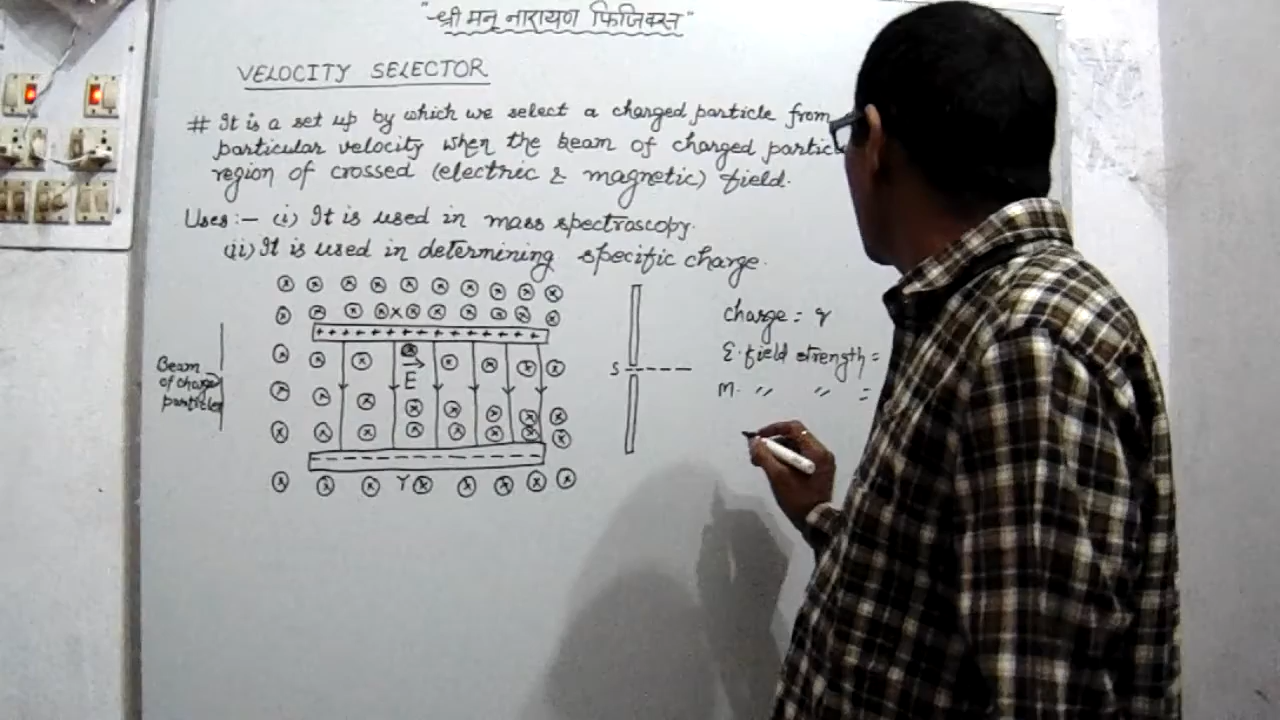 "श्री मनू नारायण फिजिक्स"
VELOCITY SELECTOR
# It is a set up by which we select a charged particle from
particular velocity when the beam of charged
region of crossed (electric & magnetic) field.
Uses :- (i) It is used in mass spectroscopy.
(ii) It is used in determining specific charge.
X
+ + + + + + + + + + + + + +
E
Beam
of charge
particles
S
Y
charge = q
E. field strength =
M. " " =